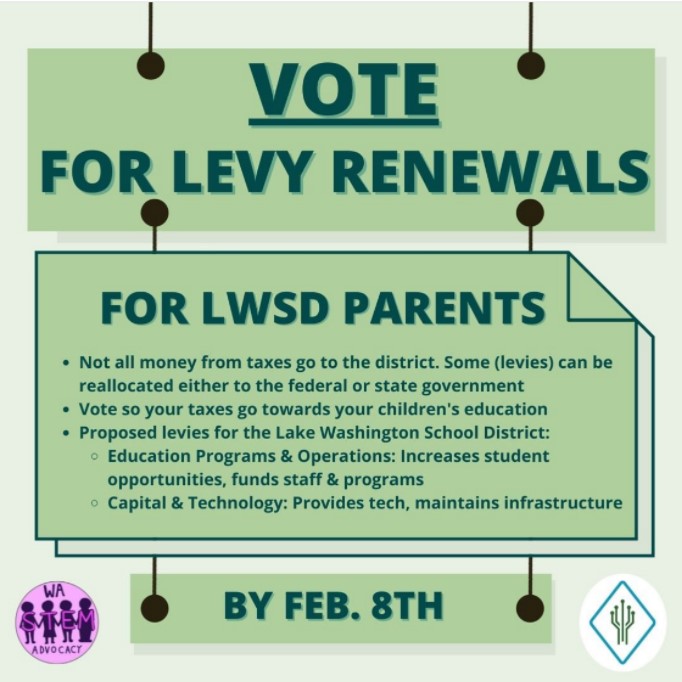 VOTE
FOR LEVY RENEWALS
FOR LWSD PARENTS
• Not all money from taxes go to the district. Some (levies) can be
reallocated either to the federal or state government
• Vote so your taxes go towards your children's education
• Proposed levies for the Lake Washington School District:
○ Education Programs & Operations: Increases student
opportunities, funds staff & programs
○ Capital & Technology: Provides tech, maintains infrastructure
BY FEB. 8TH
WA
STEM
ADVOCACY